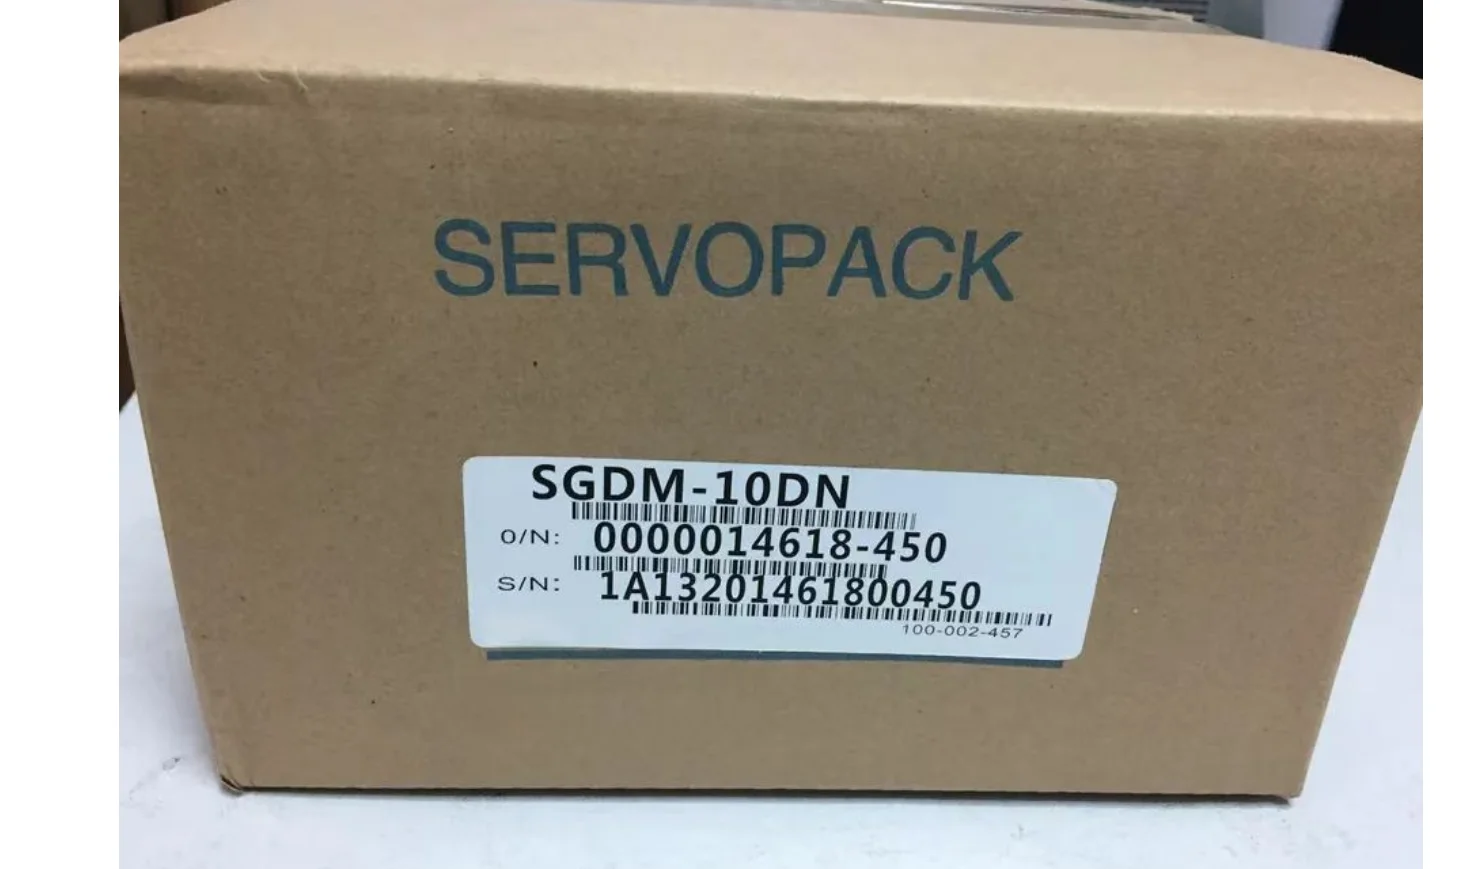 SERVOPACK
SGDM-10DN
O/N: 0000014618-450
S/N: 1A13201461800450
100-002-457